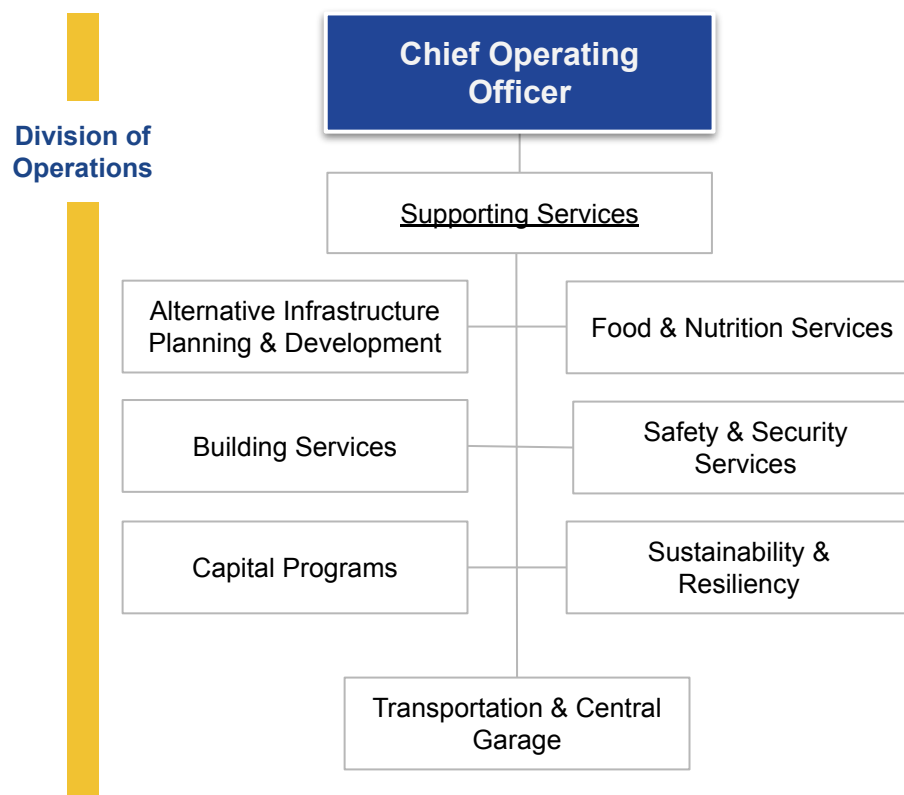 Chief Operating
Officer
Division of
Operations
Supporting Services
Alternative Infrastructure
Planning & Development
Food & Nutrition Services
Building Services
Safety & Security
Services
Capital Programs
Sustainability &
Resiliency
Transportation & Central
Garage